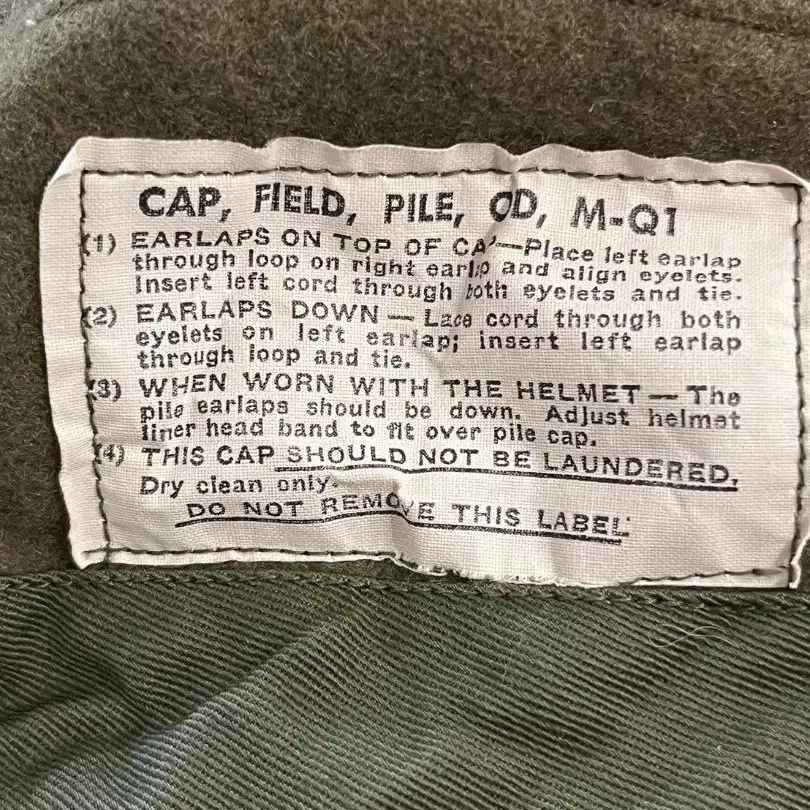 CAP, FIELD, PILE, OD, M-Q1
(1) EARLAPS ON TOP OF CA'—Place left earlap
through loop on right earlap and align eyelets.
Insert left cord through both eyelets and tie.
(2) EARLAPS DOWN — Lace cord through both
eyelets on left earlap; insert left earlap
through loop and tie.
(3) WHEN WORN WITH THE HELMET — The
pile earlaps should be down. Adjust helmet
liner head band to fit over pile cap.
(4) THIS CAP SHOULD NOT BE LAUNDERED.
Dry clean only.
DO NOT REMOVE THIS LABEL